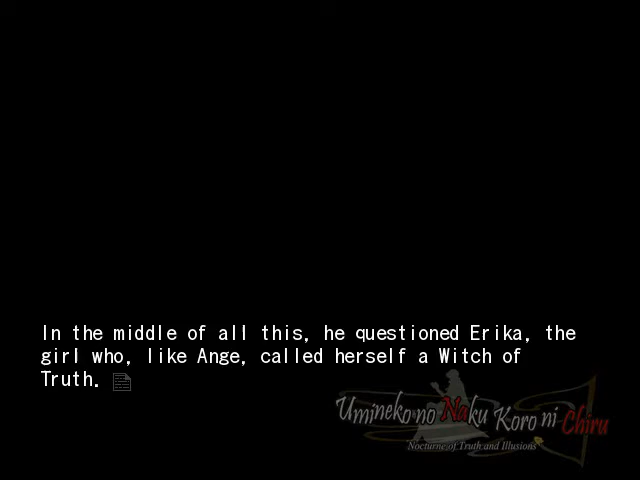 In the middle of all this, he questioned Erika, the
girl who, like Ange, called herself a Witch of
Truth.
Umineko no Naku Koro ni Chiru
Nocturne of Truth and Illusions